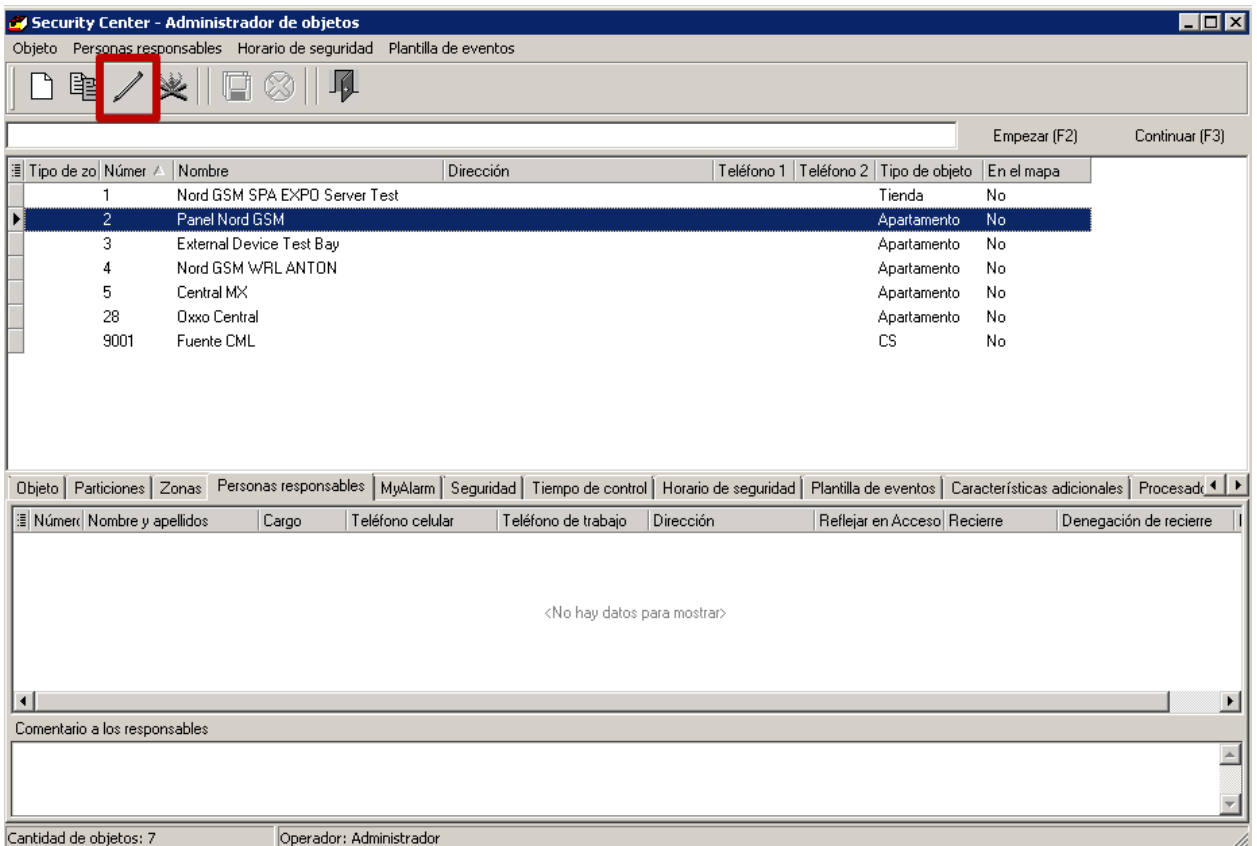 Security Center - Administrador de objetos
Objeto Personas responsables Horario de seguridad Plantilla de eventos
Empezar (F2) Continuar (F3)
Tipo de zo Númer Nombre Dirección Teléfono 1 Teléfono 2 Tipo de objeto En el mapa
1 Nord GSM SPA EXPO Server Test Tienda No
2 Panel Nord GSM Apartamento No
3 External Device Test Bay Apartamento No
4 Nord GSM WRL ANTON Apartamento No
5 Central MX Apartamento No
28 Oxxo Central Apartamento No
9001 Fuente CML CS No
Objeto Particiones Zonas Personas responsables MyAlarm Seguridad Tiempo de control Horario de seguridad Plantilla de eventos Características adicionales Procesado
Número Nombre y apellidos Cargo Teléfono celular Teléfono de trabajo Dirección Reflejar en Acceso Recierre Denegación de recierre
<No hay datos para mostrar>
Comentario a los responsables
Cantidad de objetos: 7 Operador: Administrador